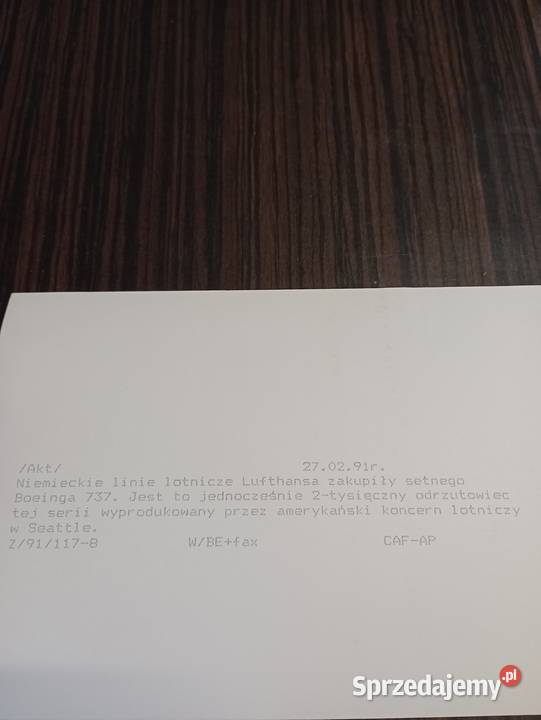 /Akt/ 27.02.91r.
Niemieckie linie lotnicze Lufthansa zakupiły setnego
Boeinga 737. Jest to jednocześnie 2-tysięczny odrzutowiec
tej serii wyprodukowany przez amerykański koncern lotniczy
w Seattle.
Z/91/117-8 W/BE+fax CAF-AP
Sprzedajemy.pl